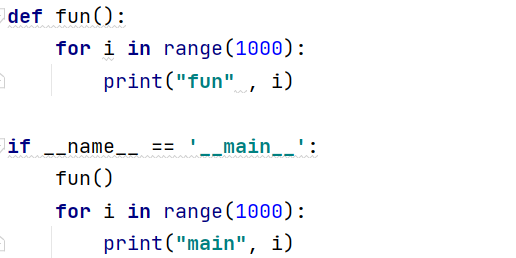 def fun():
    for i in range(1000):
        print("fun" , i)
if __name__ == '__main__':
    fun()
    for i in range(1000):
        print("main", i)